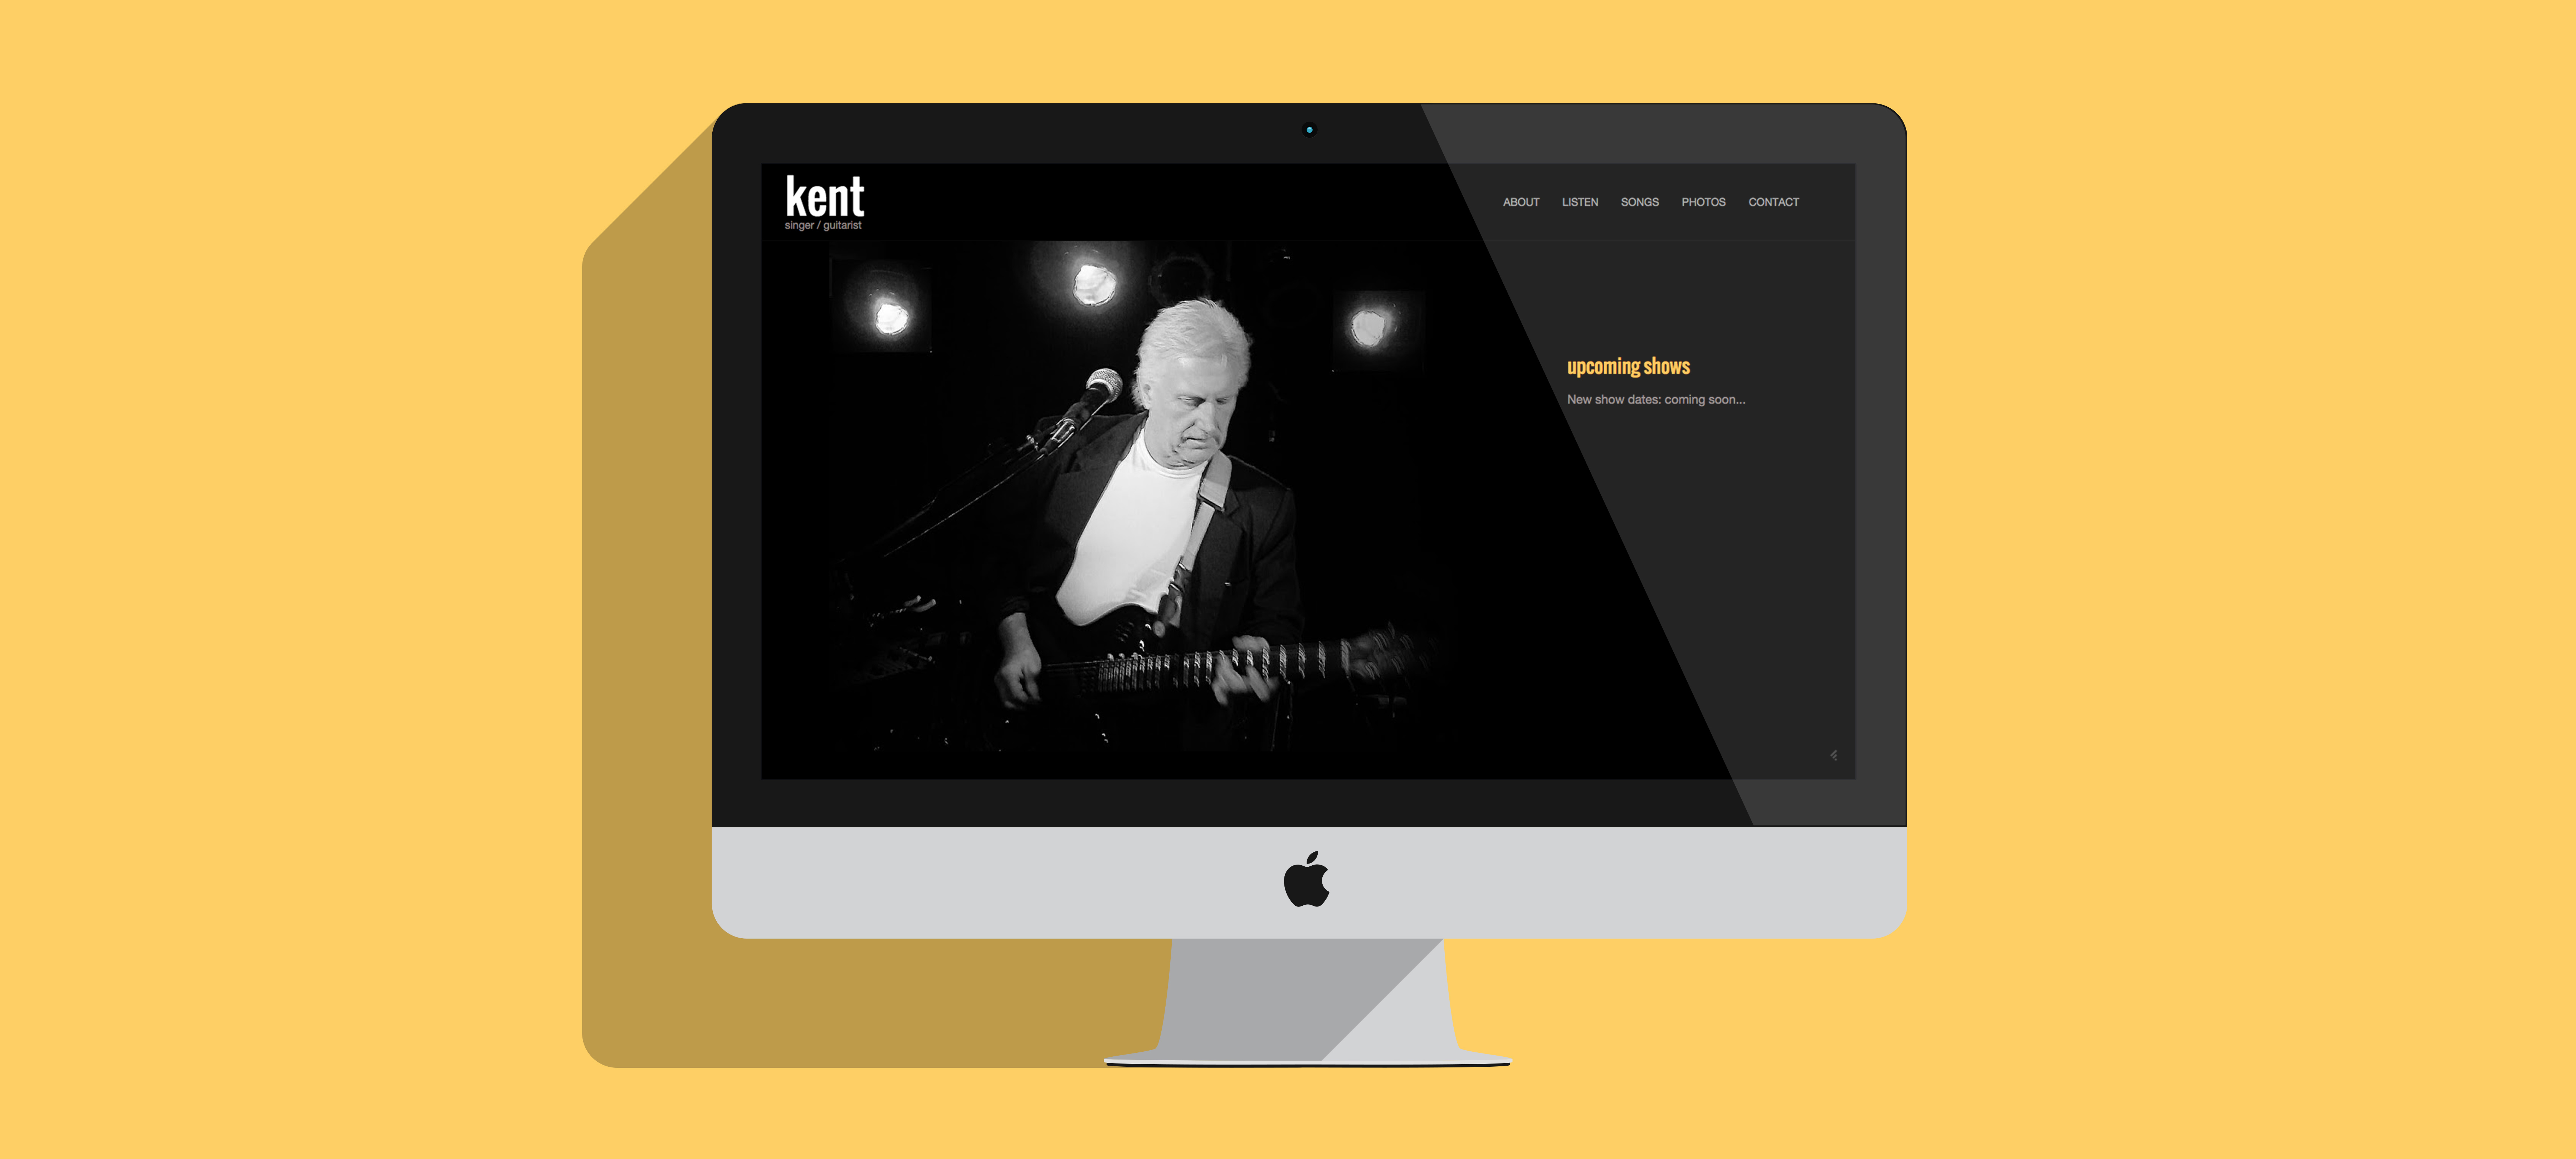 kent
singer / guitarist
ABOUT LISTEN SONGS PHOTOS CONTACT
upcoming shows
New show dates: coming soon...